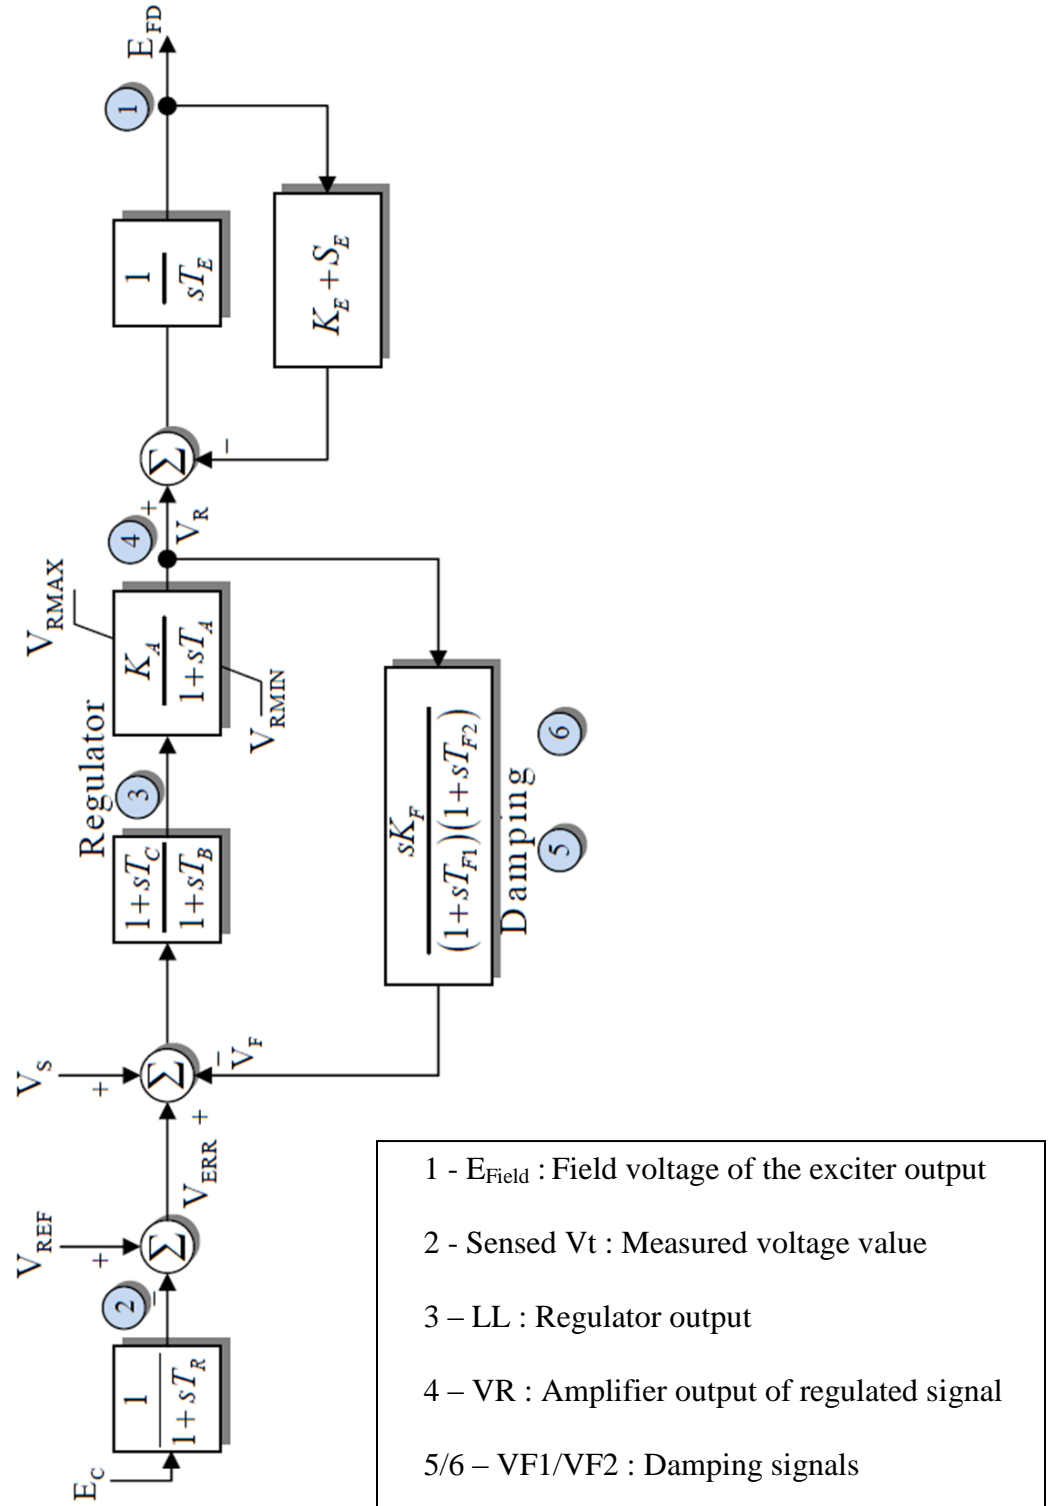 E_C
1
1+sT_R
2
−
V_REF
+
Σ
V_ERR
+
V_S
+
Σ
−
V_F
1+sT_C
1+sT_B
Regulator
3
K_A
1+sT_A
V_RMAX
V_RMIN
4
+
V_R
Σ
−
1
sT_E
K_E+S_E
1
E_FD
sK_F
(1+sT_F1)(1+sT_F2)
Damping
5
6
1 - E_Field : Field voltage of the exciter output
2 - Sensed Vt : Measured voltage value
3 – LL : Regulator output
4 – VR : Amplifier output of regulated signal
5/6 – VF1/VF2 : Damping signals